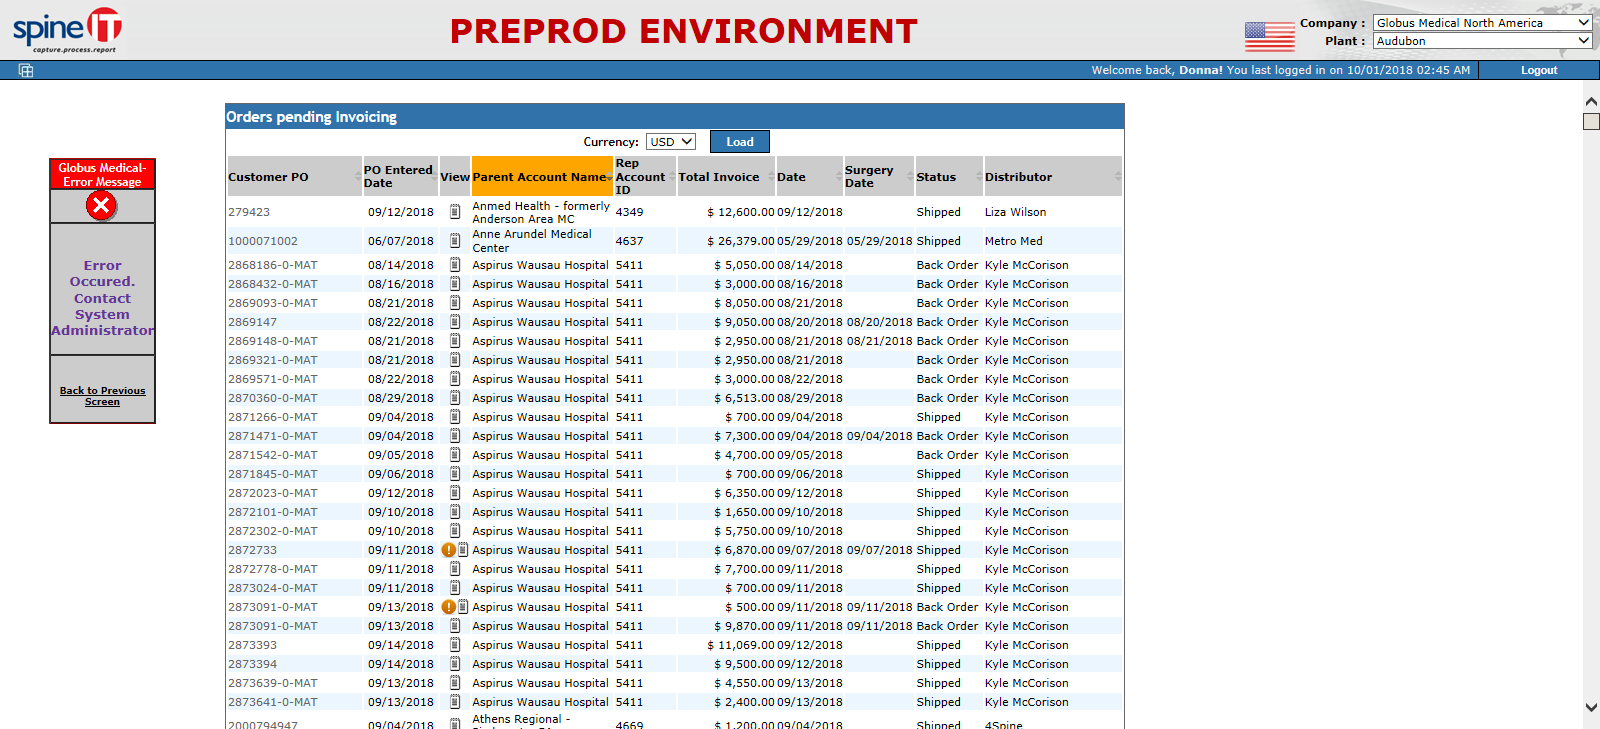 spine IT
capture.process.report
PREPROD ENVIRONMENT
Company : Globus Medical North America
Plant : Audubon
Welcome back, Donna! You last logged in on 10/01/2018 02:45 AM Logout
Globus Medical-
Error Message
Error
Occured.
Contact
System
Administrator
Back to Previous
Screen
Orders pending Invoicing
Currency: USD Load
Customer PO PO Entered Date View Parent Account Name Rep Account ID Total Invoice Date Surgery Date Status Distributor
279423 09/12/2018 Anmed Health - formerly Anderson Area MC 4349 $ 12,600.00 09/12/2018 Shipped Liza Wilson
1000071002 06/07/2018 Anne Arundel Medical Center 4637 $ 26,379.00 05/29/2018 05/29/2018 Shipped Metro Med
2868186-0-MAT 08/14/2018 Aspirus Wausau Hospital 5411 $ 5,050.00 08/14/2018 Back Order Kyle McCorison
2868432-0-MAT 08/16/2018 Aspirus Wausau Hospital 5411 $ 3,000.00 08/16/2018 Back Order Kyle McCorison
2869093-0-MAT 08/21/2018 Aspirus Wausau Hospital 5411 $ 8,050.00 08/21/2018 Back Order Kyle McCorison
2869147 08/22/2018 Aspirus Wausau Hospital 5411 $ 9,050.00 08/20/2018 08/20/2018 Back Order Kyle McCorison
2869148-0-MAT 08/21/2018 Aspirus Wausau Hospital 5411 $ 2,950.00 08/21/2018 08/21/2018 Back Order Kyle McCorison
2869321-0-MAT 08/21/2018 Aspirus Wausau Hospital 5411 $ 2,950.00 08/21/2018 Back Order Kyle McCorison
2869571-0-MAT 08/22/2018 Aspirus Wausau Hospital 5411 $ 3,000.00 08/22/2018 Back Order Kyle McCorison
2870360-0-MAT 08/29/2018 Aspirus Wausau Hospital 5411 $ 6,513.00 08/29/2018 Back Order Kyle McCorison
2871266-0-MAT 09/04/2018 Aspirus Wausau Hospital 5411 $ 700.00 09/04/2018 Shipped Kyle McCorison
2871471-0-MAT 09/04/2018 Aspirus Wausau Hospital 5411 $ 7,300.00 09/04/2018 09/04/2018 Back Order Kyle McCorison
2871542-0-MAT 09/05/2018 Aspirus Wausau Hospital 5411 $ 4,700.00 09/05/2018 Back Order Kyle McCorison
2871845-0-MAT 09/06/2018 Aspirus Wausau Hospital 5411 $ 700.00 09/06/2018 Shipped Kyle McCorison
2872023-0-MAT 09/12/2018 Aspirus Wausau Hospital 5411 $ 6,350.00 09/12/2018 Shipped Kyle McCorison
2872101-0-MAT 09/10/2018 Aspirus Wausau Hospital 5411 $ 1,650.00 09/10/2018 Shipped Kyle McCorison
2872302-0-MAT 09/10/2018 Aspirus Wausau Hospital 5411 $ 5,750.00 09/10/2018 Shipped Kyle McCorison
2872733 09/11/2018 Aspirus Wausau Hospital 5411 $ 6,870.00 09/07/2018 09/07/2018 Shipped Kyle McCorison
2872778-0-MAT 09/11/2018 Aspirus Wausau Hospital 5411 $ 7,700.00 09/11/2018 Shipped Kyle McCorison
2873024-0-MAT 09/11/2018 Aspirus Wausau Hospital 5411 $ 700.00 09/11/2018 Shipped Kyle McCorison
2873091-0-MAT 09/13/2018 Aspirus Wausau Hospital 5411 $ 500.00 09/11/2018 09/11/2018 Back Order Kyle McCorison
2873091-0-MAT 09/13/2018 Aspirus Wausau Hospital 5411 $ 9,870.00 09/11/2018 09/11/2018 Back Order Kyle McCorison
2873393 09/14/2018 Aspirus Wausau Hospital 5411 $ 11,069.00 09/12/2018 Shipped Kyle McCorison
2873394 09/14/2018 Aspirus Wausau Hospital 5411 $ 9,500.00 09/12/2018 Shipped Kyle McCorison
2873639-0-MAT 09/13/2018 Aspirus Wausau Hospital 5411 $ 4,550.00 09/13/2018 Shipped Kyle McCorison
2873641-0-MAT 09/13/2018 Aspirus Wausau Hospital 5411 $ 2,400.00 09/13/2018 Shipped Kyle McCorison
2000794947 09/04/2018 Athens Regional - 4669 $ 1,200.00 09/04/2018 Shipped 4Spine